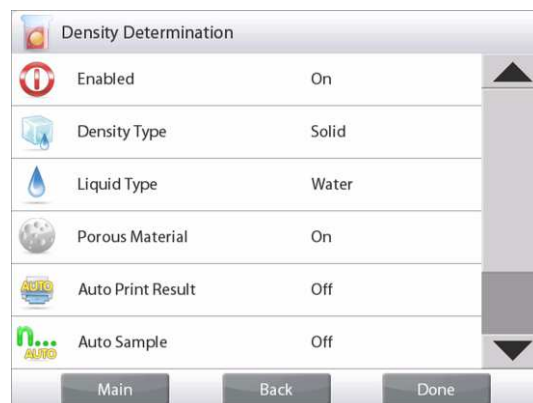 Density Determination
Enabled On
Density Type Solid
Liquid Type Water
Porous Material On
AUTO Auto Print Result Off
n... AUTO Auto Sample Off
Main Back Done